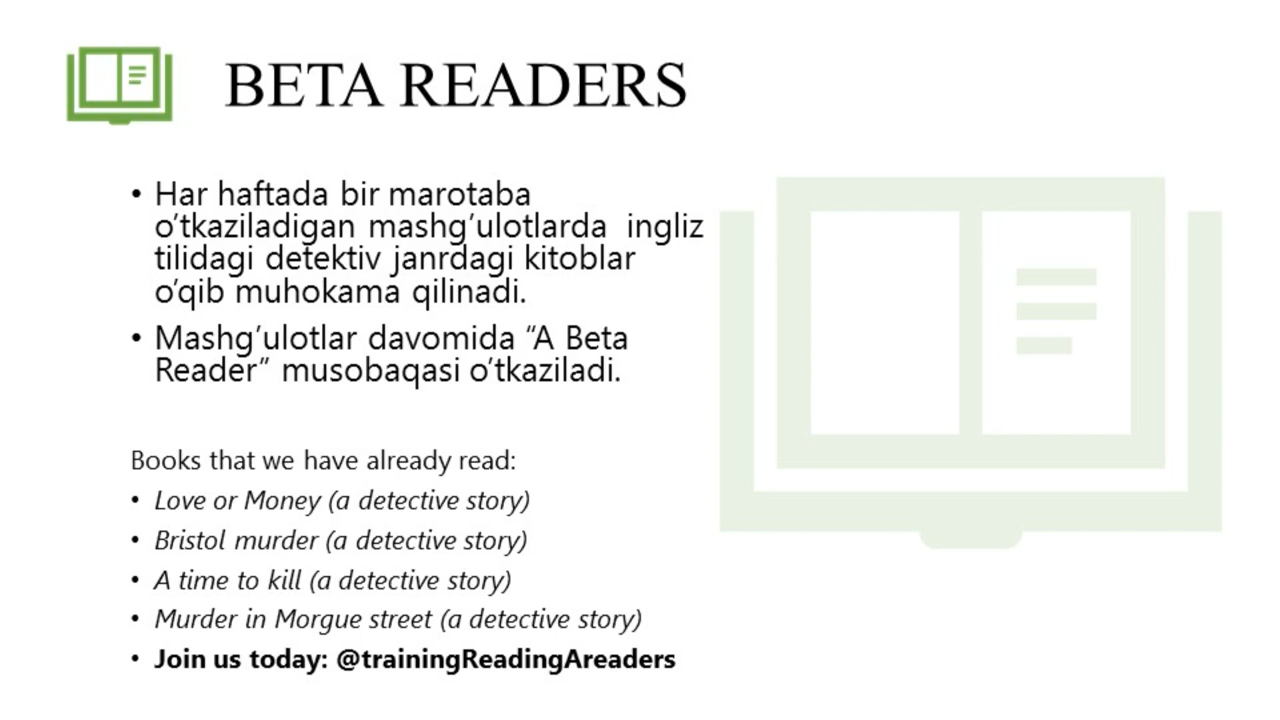 BETA READERS
• Har haftada bir marotaba
o’tkaziladigan mashg’ulotlarda ingliz
tilidagi detektiv janrdagi kitoblar
o’qib muhokama qilinadi.
• Mashg’ulotlar davomida “A Beta
Reader” musobaqasi o’tkaziladi.
Books that we have already read:
• Love or Money (a detective story)
• Bristol murder (a detective story)
• A time to kill (a detective story)
• Murder in Morgue street (a detective story)
• Join us today: @trainingReadingAreaders